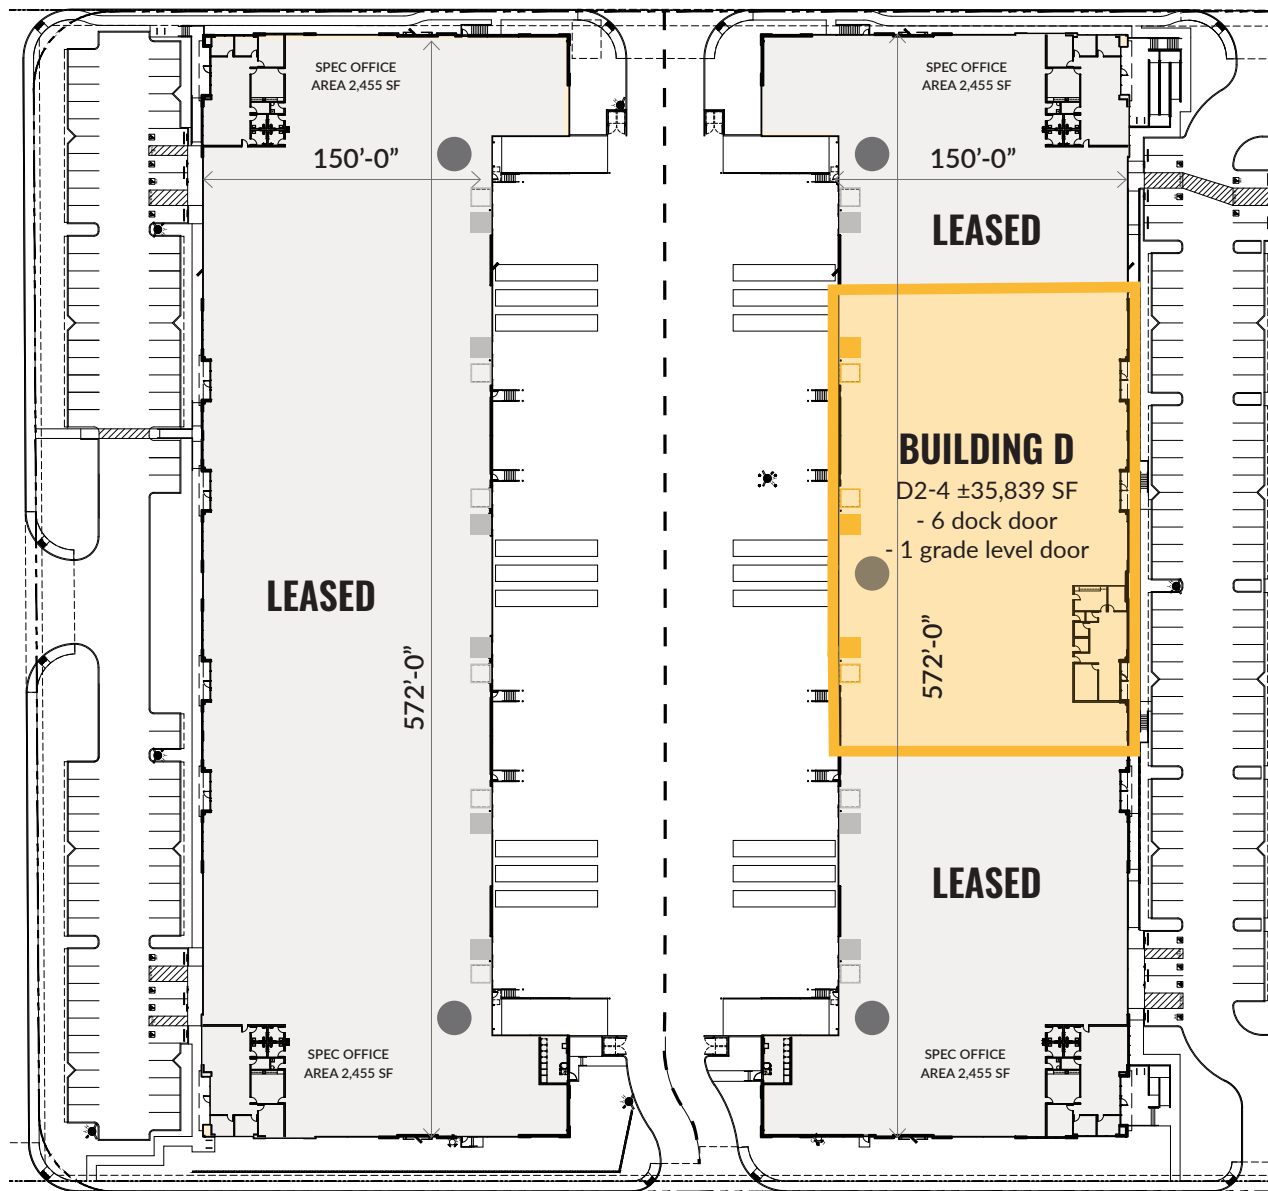 SPEC OFFICE
AREA 2,455 SF
150'-0”
LEASED
572'-0”
SPEC OFFICE
AREA 2,455 SF
SPEC OFFICE
AREA 2,455 SF
150'-0”
LEASED
BUILDING D
D2-4 ±35,839 SF
- 6 dock door
- 1 grade level door
572'-0”
LEASED
SPEC OFFICE
AREA 2,455 SF